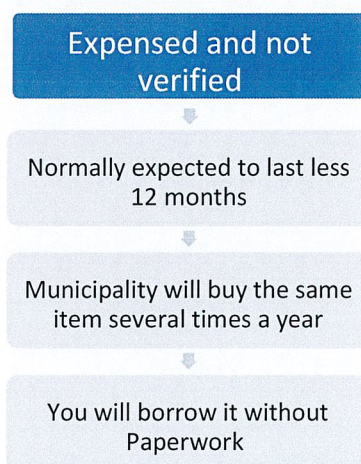 Expensed and not
verified
Normally expected to last less
12 months
Municipality will buy the same
item several times a year
You will borrow it without
Paperwork